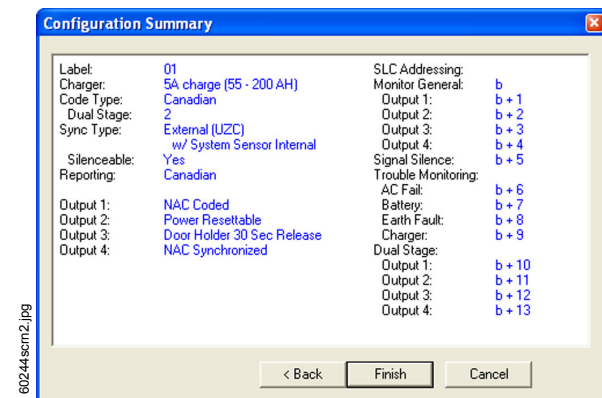 Configuration Summary
Label: 01
Charger: 5A charge (55 - 200 AH)
Code Type: Canadian
Dual Stage: 2
Sync Type: External (UZC)
w/ System Sensor Internal
Silenceable: Yes
Reporting: Canadian
Output 1: NAC Coded
Output 2: Power Resettable
Output 3: Door Holder 30 Sec Release
Output 4: NAC Synchronized
SLC Addressing:
Monitor General: b
Output 1: b + 1
Output 2: b + 2
Output 3: b + 3
Output 4: b + 4
Signal Silence: b + 5
Trouble Monitoring:
AC Fail: b + 6
Battery: b + 7
Earth Fault: b + 8
Charger: b + 9
Dual Stage:
Output 1: b + 10
Output 2: b + 11
Output 3: b + 12
Output 4: b + 13
< Back
Finish
Cancel
60244scrn2.jpg